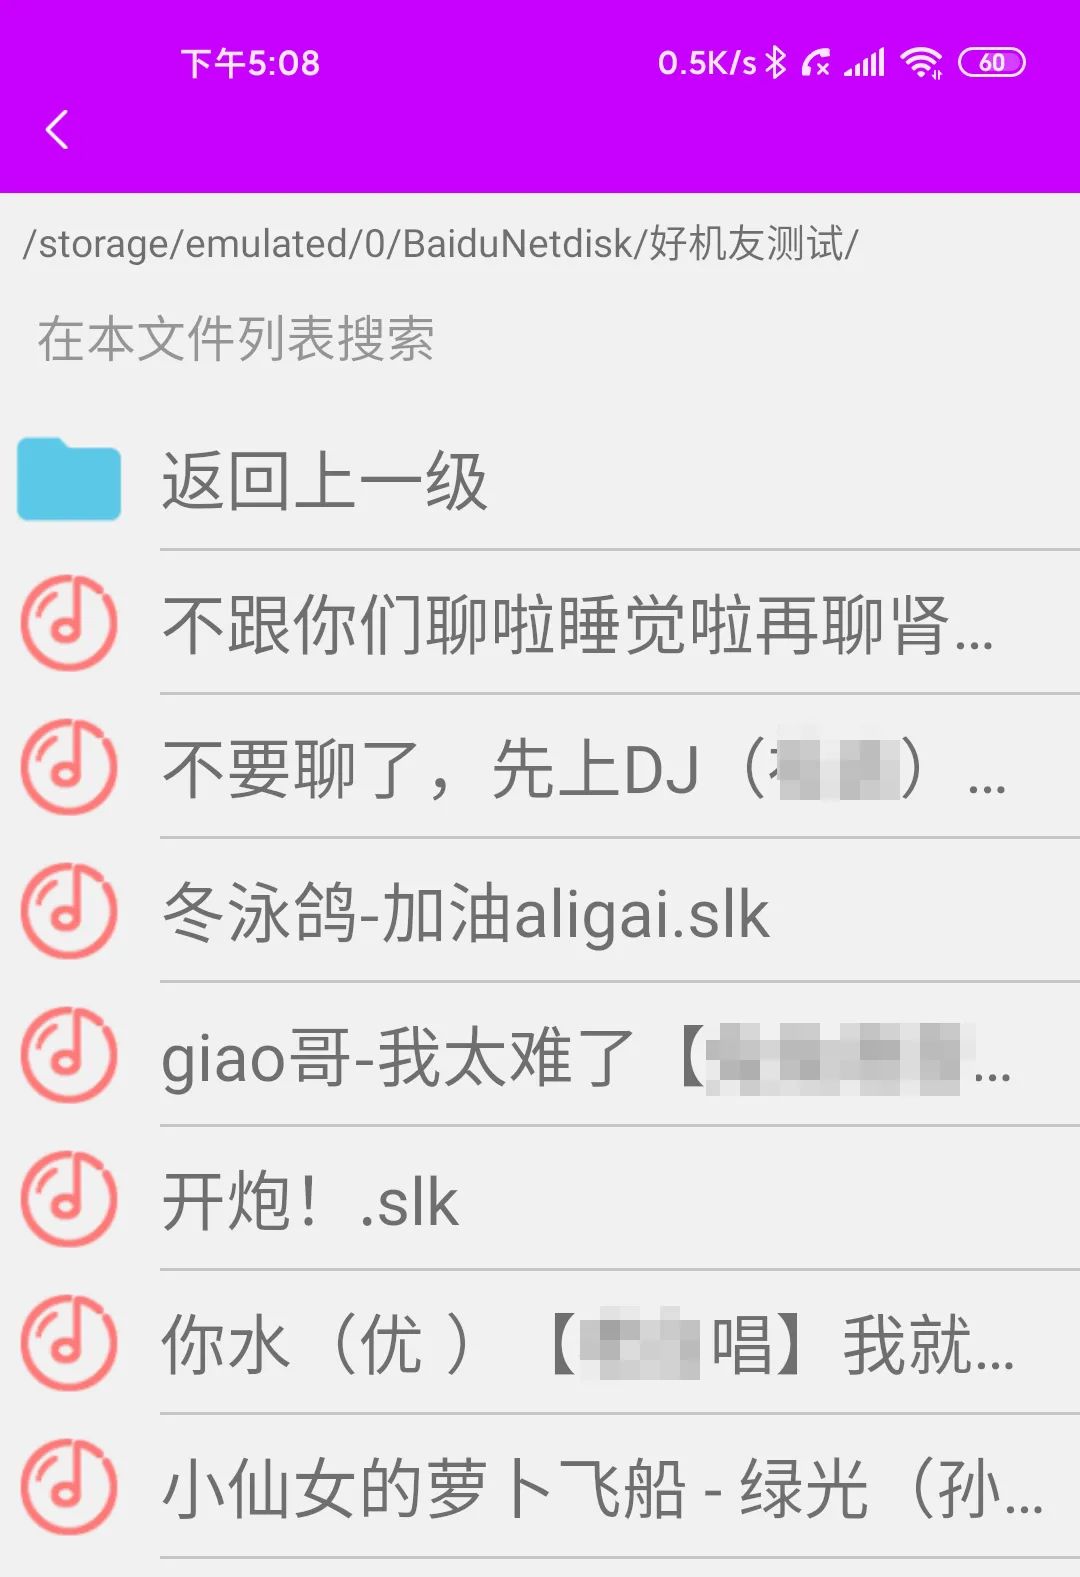 下午5:08
0.5K/s 60
/storage/emulated/0/BaiduNetdisk/好机友测试/
在本文件列表搜索
返回上一级
不跟你们聊啦睡觉啦再聊肾...
不要聊了，先上DJ（） ...
冬泳鸽-加油aligai.slk
giao哥-我太难了【...
开炮！.slk
你水（优 ）【唱】我就...
小仙女的萝卜飞船 - 绿光（孙...